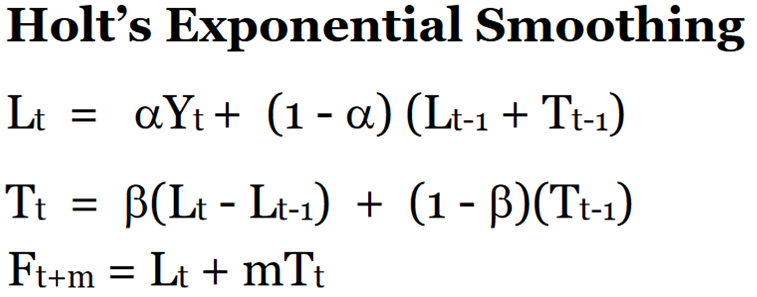 Holt’s Exponential Smoothing
Lt = αYt + (1 - α) (Lt-1 + Tt-1)
Tt = β(Lt - Lt-1) + (1 - β)(Tt-1)
Ft+m = Lt + mTt